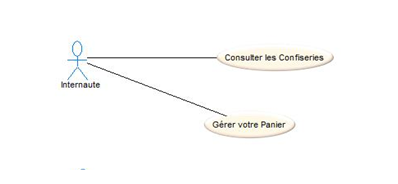 Consulter les Confiseries
Internaute
Gérer votre Panier